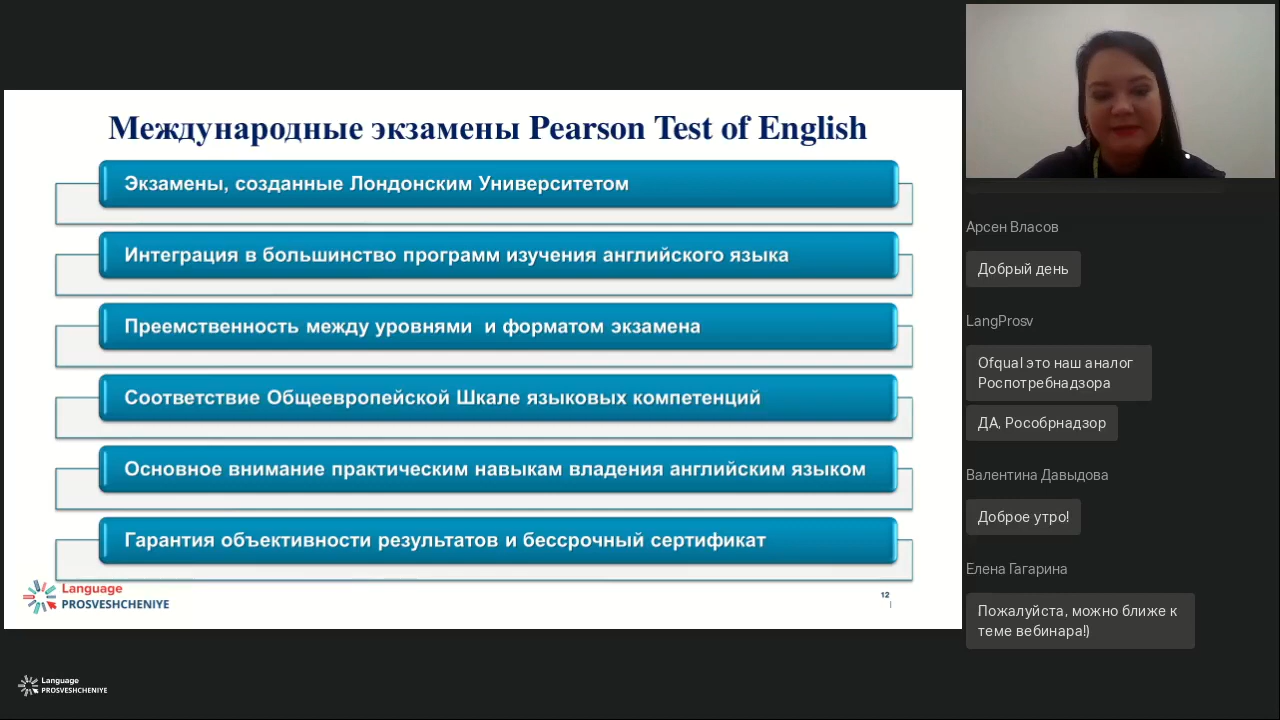 Международные экзамены Pearson Test of English
Экзамены, созданные Лондонским Университетом
Интеграция в большинство программ изучения английского языка
Преемственность между уровнями и форматом экзамена
Соответствие Общеевропейской Шкале языковых компетенций
Основное внимание практическим навыкам владения английским языком
Гарантия объективности результатов и бессрочный сертификат
Language
PROSVESHCHENIYE
12
Language
PROSVESHCHENIYE
Арсен Власов
Добрый день
LangProsv
Ofqual это наш аналог
Роспотребнадзора
ДА, Рособрнадзор
Валентина Давыдова
Доброе утро!
Елена Гагарина
Пожалуйста, можно ближе к
теме вебинара!)